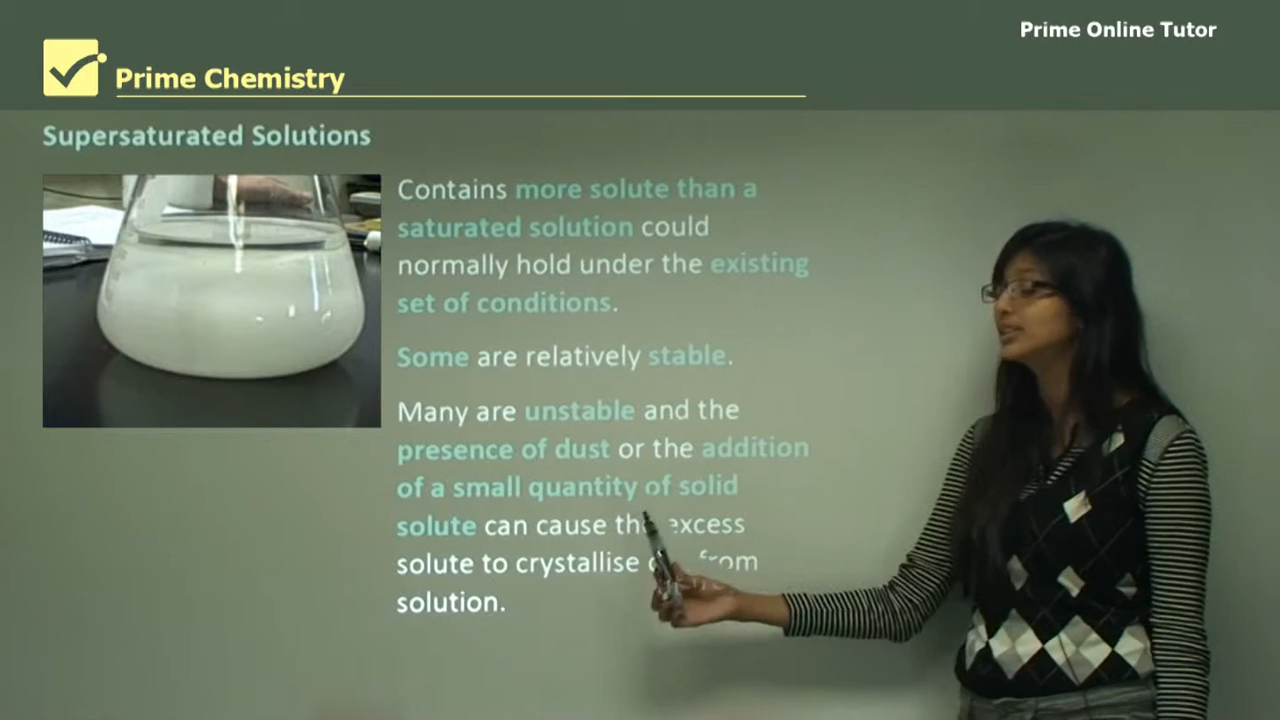 Prime Online Tutor
Prime Chemistry
Supersaturated Solutions
Contains more solute than a
saturated solution could
normally hold under the existing
set of conditions.
Some are relatively stable.
Many are unstable and the
presence of dust or the addition
of a small quantity of solid
solute can cause the excess
solute to crystallise from
solution.